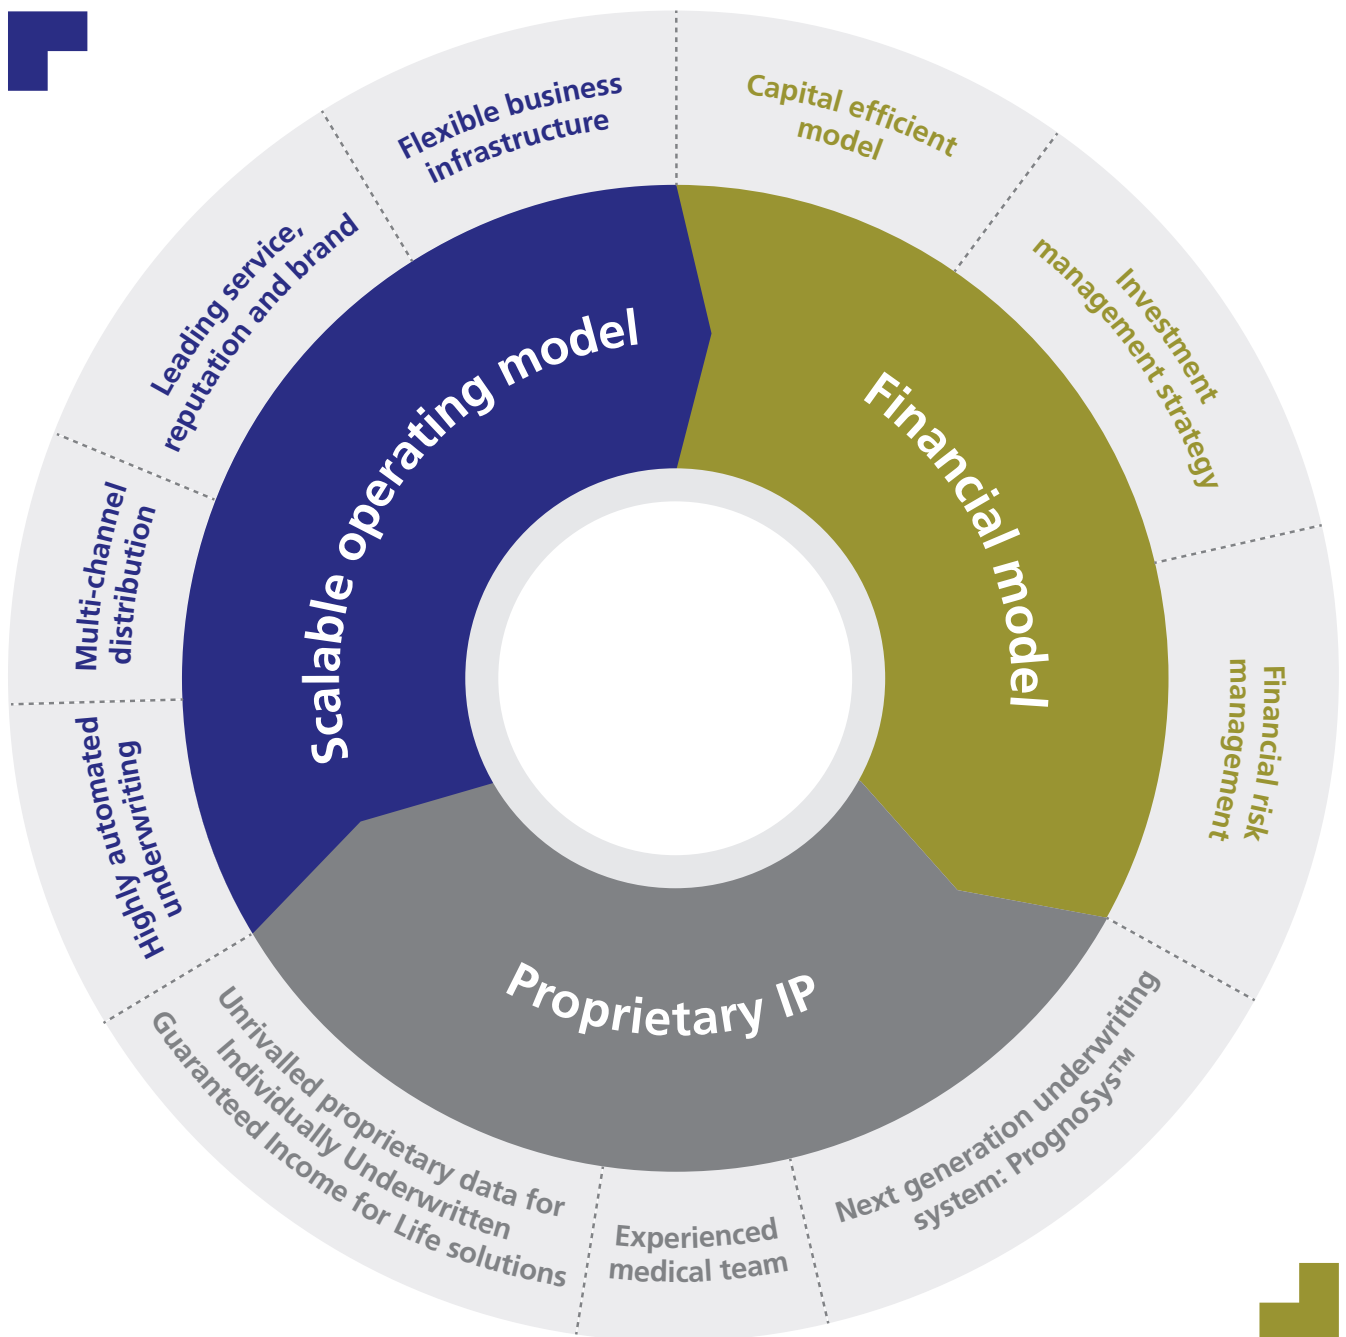 Flexible business
infrastructure
Capital efficient
model
Leading service,
reputation and brand
Investment
management strategy
Scalable operating model
Financial model
Multi-channel
distribution
Financial risk
management
Highly automated
underwriting
Proprietary IP
Unrivalled proprietary data for
Individually Underwritten
Guaranteed Income for Life solutions
Experienced
medical team
Next generation underwriting
system: PrognoSys™